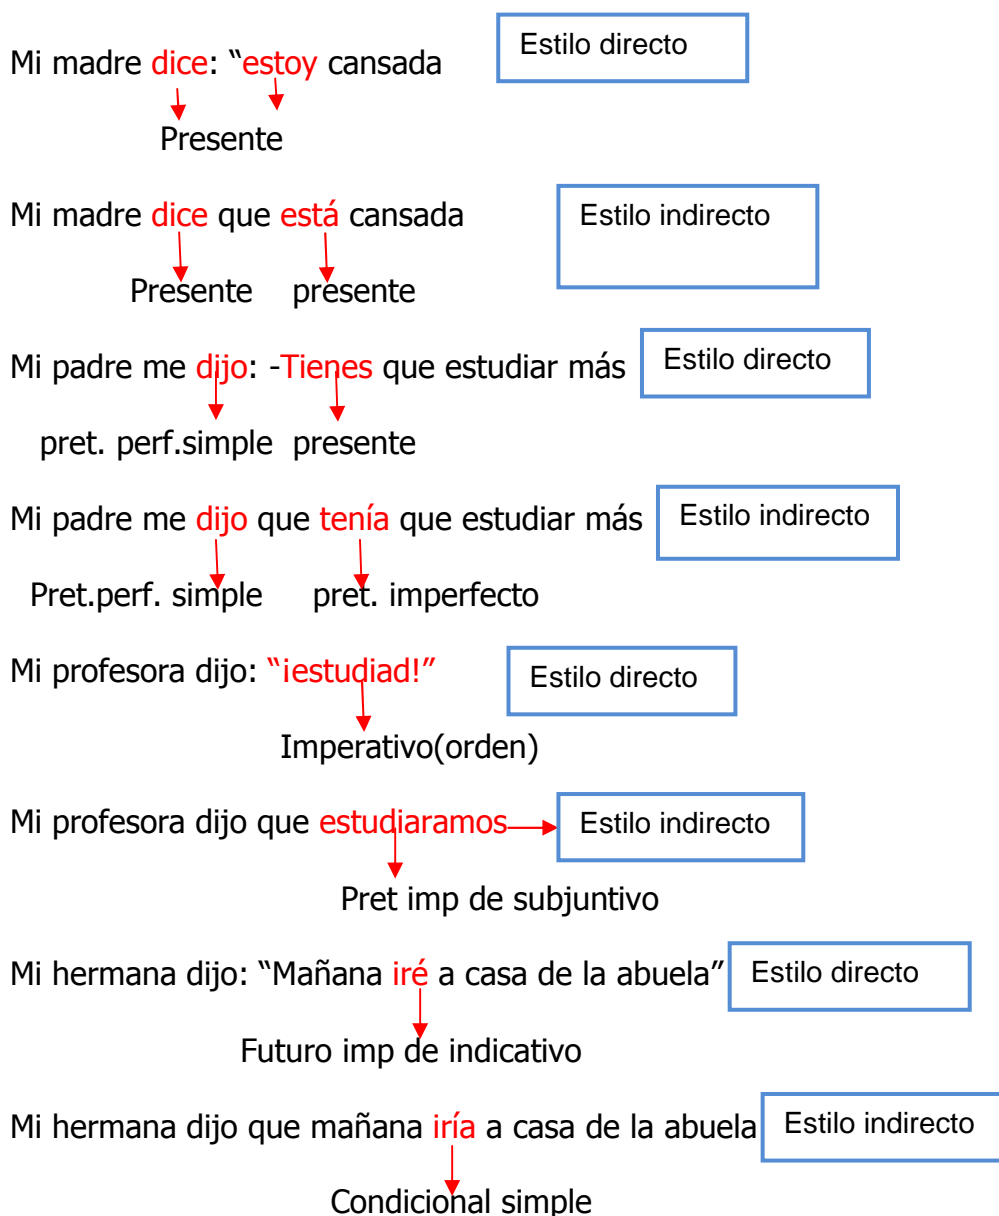 Estilo directo
Mi madre dice: “estoy cansada
Presente
Mi madre dice que está cansada
Estilo indirecto
Presente presente
Mi padre me dijo: -Tienes que estudiar más
Estilo directo
pret. perf.simple presente
Mi padre me dijo que tenía que estudiar más
Estilo indirecto
Pret.perf. simple pret. imperfecto
Mi profesora dijo: “¡estudiad!”
Estilo directo
Imperativo(orden)
Mi profesora dijo que estudiaramos
Estilo indirecto
Pret imp de subjuntivo
Mi hermana dijo: “Mañana iré a casa de la abuela”
Estilo directo
Futuro imp de indicativo
Mi hermana dijo que mañana iría a casa de la abuela
Estilo indirecto
Condicional simple